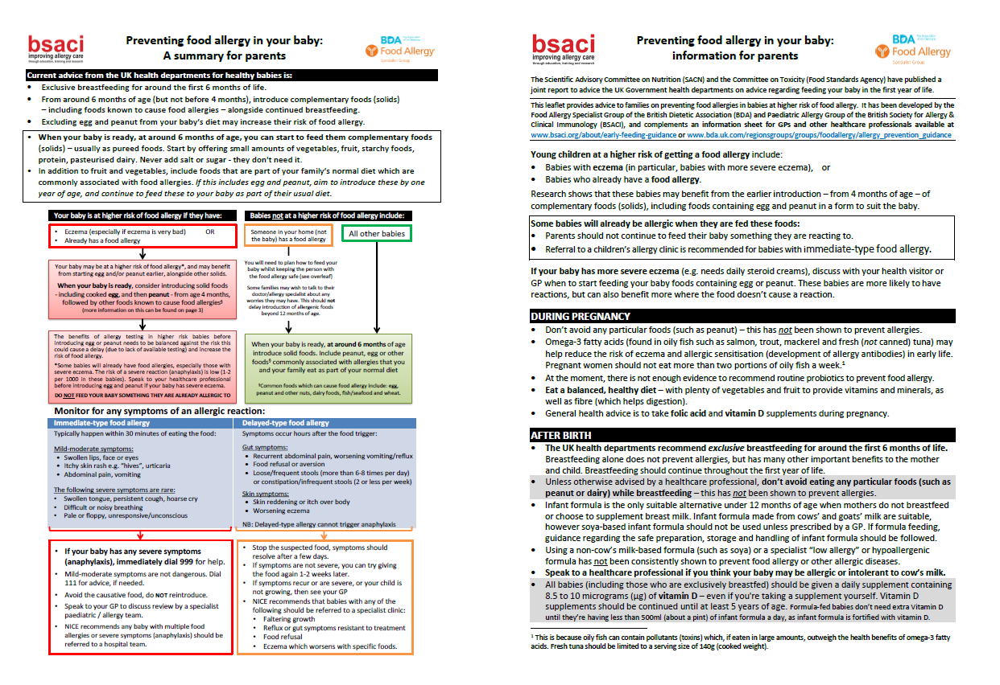 bsaci
improving allergy care
through education, training and research
Preventing food allergy in your baby:
A summary for parents
BDA
Food Allergy
Specialist Group
Current advice from the UK health departments for healthy babies is:
• Exclusive breastfeeding for around the first 6 months of life.
• From around 6 months of age (but not before 4 months), introduce complementary foods (solids)
– including foods known to cause food allergies – alongside continued breastfeeding.
• Excluding egg and peanut from your baby's diet may increase their risk of food allergy.
• When your baby is ready, at around 6 months of age, you can start to feed them complementary foods
(solids) – usually as pureed foods. Start by offering small amounts of vegetables, fruit, starchy foods,
protein, pasteurised dairy. Never add salt or sugar - they don't need it.
• In addition to fruit and vegetables, include foods that are part of your family's normal diet which are
commonly associated with food allergies. If this includes egg and peanut, aim to introduce these by one
year of age, and continue to feed these to your baby as part of their usual diet.
Your baby is at higher risk of food allergy if they have:
• Eczema (especially if eczema is very bad) OR
• Already has a food allergy
Babies not at a higher risk of food allergy include:
Someone in your home (not
the baby) has a food allergy
All other babies
Your baby may be at a higher risk of food allergy*, and may benefit
from starting egg and/or peanut earlier, alongside other solids.
When your baby is ready, consider introducing solid foods
- including cooked egg, and then peanut - from age 4 months,
followed by other foods known to cause food allergies§
(more information on this can be found on page 3)
You will need to plan how to feed your
baby whilst keeping the person with
the food allergy safe (see overleaf)
Some families may wish to talk to their
doctor/allergy specialist about any
worries they may have. This should not
delay introduction of allergenic foods
beyond 12 months of age.
The benefits of allergy testing in higher risk babies before
introducing egg or peanut needs to be balanced against the risk this
could cause a delay (due to lack of available testing) and increase the
risk of food allergy.
*Some babies will already have food allergies, especially those with
severe eczema. The risk of a severe reaction (anaphylaxis) is low (1-2
per 1000 in these babies). Speak to your healthcare professional
before introducing egg and peanut if your baby has severe eczema.
DO NOT FEED YOUR BABY SOMETHING THEY ARE ALREADY ALLERGIC TO
When your baby is ready, at around 6 months of age
introduce solid foods. Include peanut, egg or other
foods§ commonly associated with allergies that you
and your family eat as part of your normal diet
§Common foods which can cause food allergy include: egg,
peanut and other nuts, dairy foods, fish/seafood and wheat.
Monitor for any symptoms of an allergic reaction:
Immediate-type food allergy
Typically happen within 30 minutes of eating the food:
Mild-moderate symptoms:
• Swollen lips, face or eyes
• Itchy skin rash e.g. "hives", urticaria
• Abdominal pain, vomiting
The following severe symptoms are rare:
• Swollen tongue, persistent cough, hoarse cry
• Difficult or noisy breathing
• Pale or floppy, unresponsive/unconscious
Delayed-type food allergy
Symptoms occur hours after the food trigger:
Gut symptoms:
• Recurrent abdominal pain, worsening vomiting/reflux
• Food refusal or aversion
• Loose/frequent stools (more than 6-8 times per day)
or constipation/infrequent stools (2 or less per week)
Skin symptoms:
• Skin reddening or itch over body
• Worsening eczema
NB: Delayed-type allergy cannot trigger anaphylaxis
• If your baby has any severe symptoms
(anaphylaxis), immediately dial 999 for help.
• Mild-moderate symptoms are not dangerous. Dial
111 for advice, if needed.
• Avoid the causative food, do NOT reintroduce.
• Speak to your GP to discuss review by a specialist
paediatric / allergy team.
• NICE recommends any baby with multiple food
allergies or severe symptoms (anaphylaxis) should be
referred to a hospital team.
• Stop the suspected food, symptoms should
resolve after a few days.
• If symptoms are not severe, you can try giving
the food again 1-2 weeks later.
• If symptoms recur or are severe, or your child is
not growing, then see your GP
• NICE recommends that babies with any of the
following should be referred to a specialist clinic:
• Faltering growth
• Reflux or gut symptoms resistant to treatment
• Food refusal
• Eczema which worsens with specific foods.
bsaci
improving allergy care
through education, training and research
Preventing food allergy in your baby:
information for parents
BDA
Food Allergy
Specialist Group
The Scientific Advisory Committee on Nutrition (SACN) and the Committee on Toxicity (Food Standards Agency) have published a
joint report to advice the UK Government health departments on advice regarding feeding your baby in the first year of life.
This leaflet provides advice to families on preventing food allergies in babies at higher risk of food allergy. It has been developed by the
Food Allergy Specialist Group of the British Dietetic Association (BDA) and Paediatric Allergy Group of the British Society for Allergy &
Clinical Immunology (BSACI), and complements an information sheet for GPs and other healthcare professionals available at
www.bsaci.org/about/early-feeding-guidance or www.bda.uk.com/regionsgroups/groups/foodallergy/allergy_prevention_guidance
Young children at a higher risk of getting a food allergy include:
• Babies with eczema (in particular, babies with more severe eczema), or
• Babies who already have a food allergy.
Research shows that these babies may benefit from the earlier introduction – from 4 months of age – of
complementary foods (solids), including foods containing egg and peanut in a form to suit the baby.
Some babies will already be allergic when they are fed these foods:
• Parents should not continue to feed their baby something they are reacting to.
• Referral to a children's allergy clinic is recommended for babies with immediate-type food allergy.
If your baby has more severe eczema (e.g. needs daily steroid creams), discuss with your health visitor or
GP when to start feeding your baby foods containing egg or peanut. These babies are more likely to have
reactions, but can also benefit more where the food doesn't cause a reaction.
DURING PREGNANCY
• Don't avoid any particular foods (such as peanut) – this has not been shown to prevent allergies.
• Omega-3 fatty acids (found in oily fish such as salmon, trout, mackerel and fresh (not canned) tuna) may
help reduce the risk of eczema and allergic sensitisation (development of allergy antibodies) in early life.
Pregnant women should not eat more than two portions of oily fish a week.1
• At the moment, there is not enough evidence to recommend routine probiotics to prevent food allergy.
• Eat a balanced, healthy diet – with plenty of vegetables and fruit to provide vitamins and minerals, as
well as fibre (which helps digestion).
• General health advice is to take folic acid and vitamin D supplements during pregnancy.
AFTER BIRTH
• The UK health departments recommend exclusive breastfeeding for around the first 6 months of life.
Breastfeeding alone does not prevent allergies, but has many other important benefits to the mother
and child. Breastfeeding should continue throughout the first year of life.
• Unless otherwise advised by a healthcare professional, don't avoid eating any particular foods (such as
peanut or dairy) while breastfeeding – this has not been shown to prevent allergies.
• Infant formula is the only suitable alternative under 12 months of age when mothers do not breastfeed
or choose to supplement breast milk. Infant formula made from cows' and goats' milk are suitable,
however soya-based infant formula should not be used unless prescribed by a GP. If formula feeding,
guidance regarding the safe preparation, storage and handling of infant formula should be followed.
• Using a non-cow's milk-based formula (such as soya) or a specialist "low allergy" or hypoallergenic
formula has not been consistently shown to prevent food allergy or other allergic diseases.
• Speak to a healthcare professional if you think your baby may be allergic or intolerant to cow's milk.
• All babies (including those who are exclusively breastfed) should be given a daily supplement containing
8.5 to 10 micrograms (µg) of vitamin D – even if you're taking a supplement yourself. Vitamin D
supplements should be continued until at least 5 years of age. Formula-fed babies don't need extra Vitamin D
until they're having less than 500ml (about a pint) of infant formula a day, as infant formula is fortified with vitamin D.
1 This is because oily fish can contain pollutants (toxins) which, if eaten in large amounts, outweigh the health benefits of omega-3 fatty
acids. Fresh tuna should be limited to a serving size of 140g (cooked weight).